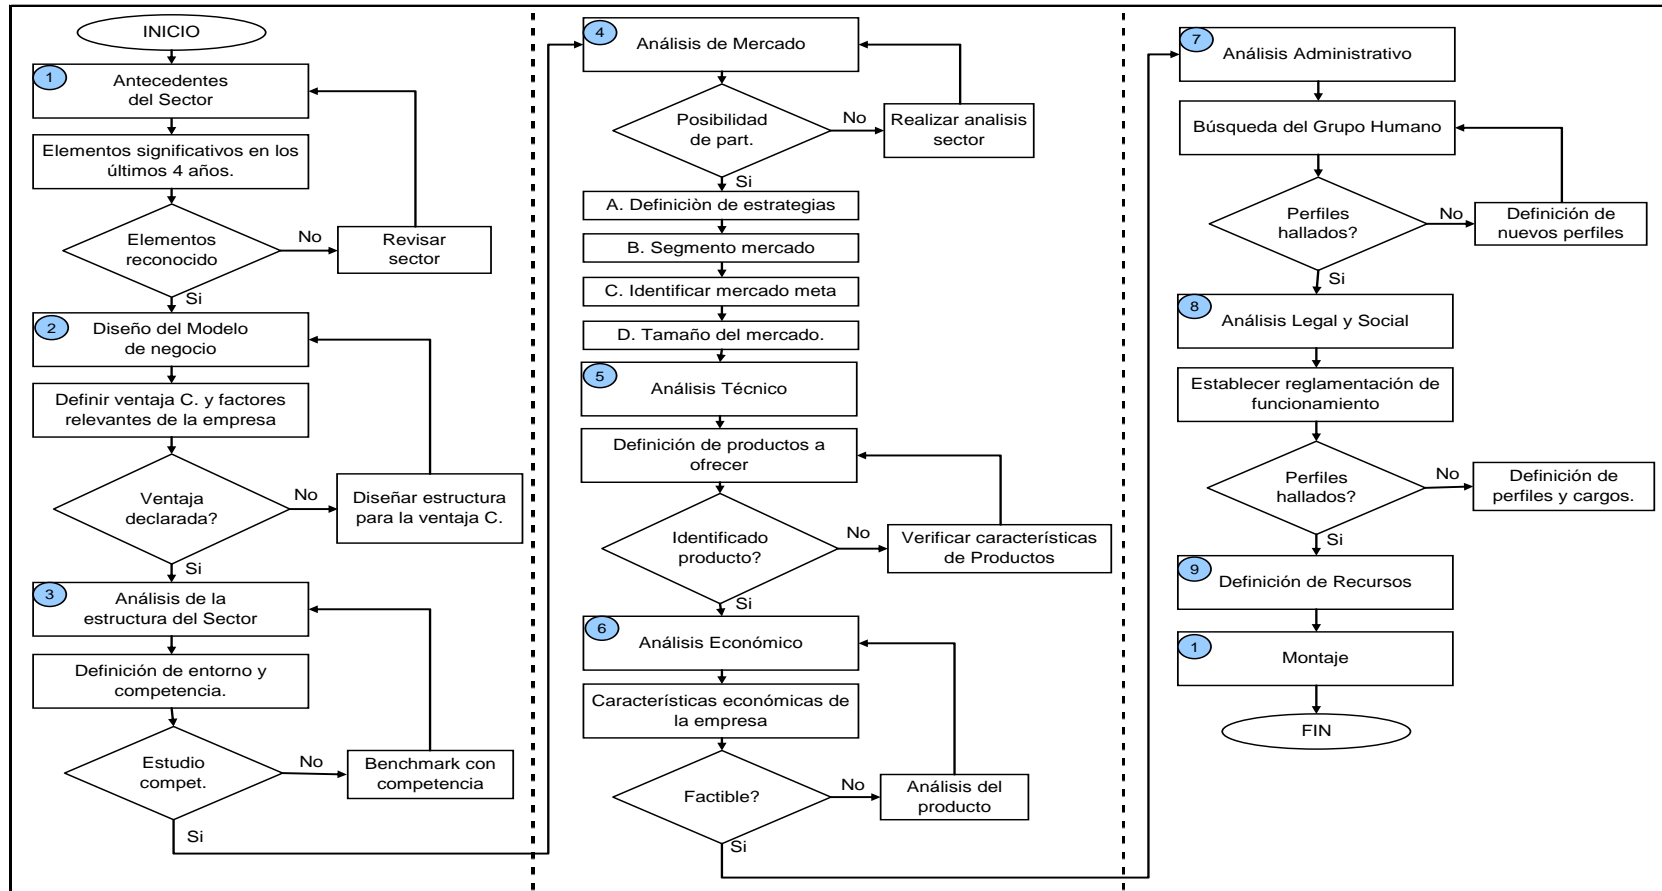 INICIO
1
Antecedentes
del Sector
Elementos significativos en los
últimos 4 años.
Elementos
reconocido
No
Revisar
sector
Si
2
Diseño del Modelo
de negocio
Definir ventaja C. y factores
relevantes de la empresa
Ventaja
declarada?
No
Diseñar estructura
para la ventaja C.
Si
3
Análisis de la
estructura del Sector
Definición de entorno y
competencia.
Estudio
compet.
No
Benchmark con
competencia
Si
4
Análisis de Mercado
Posibilidad
de part.
No
Realizar analisis
sector
Si
A. Definiciòn de estrategias
B. Segmento mercado
C. Identificar mercado meta
D. Tamaño del mercado.
5
Análisis Técnico
Definición de productos a
ofrecer
Identificado
producto?
No
Verificar características
de Productos
Si
6
Análisis Económico
Característícas económicas de
la empresa
Factible?
No
Análisis del
producto
Si
7
Análisis Administrativo
Búsqueda del Grupo Humano
Perfiles
hallados?
No
Definición de
nuevos perfiles
Si
8
Análisis Legal y Social
Establecer reglamentación de
funcionamiento
Perfiles
hallados?
No
Definición de
perfiles y cargos.
Si
9
Definición de Recursos
1
Montaje
FIN